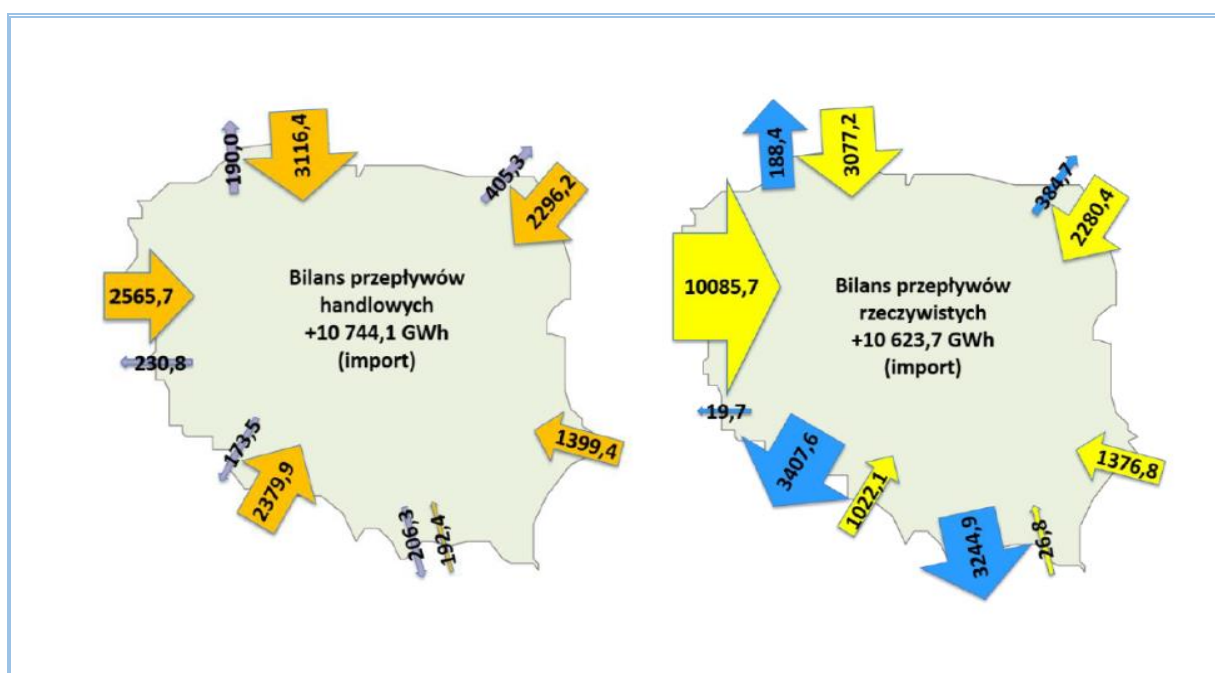 190,0
3116,4
405,3
2296,2
2565,7
Bilans przepływów
handlowych
+10 744,1 GWh
(import)
230,8
173,5
2379,9
1399,4
206,3
192,4
188,4
3077,2
384,7
2280,4
10085,7
Bilans przepływów
rzeczywistych
+10 623,7 GWh
(import)
19,7
3407,6
1022,1
1376,8
3244,9
26,8